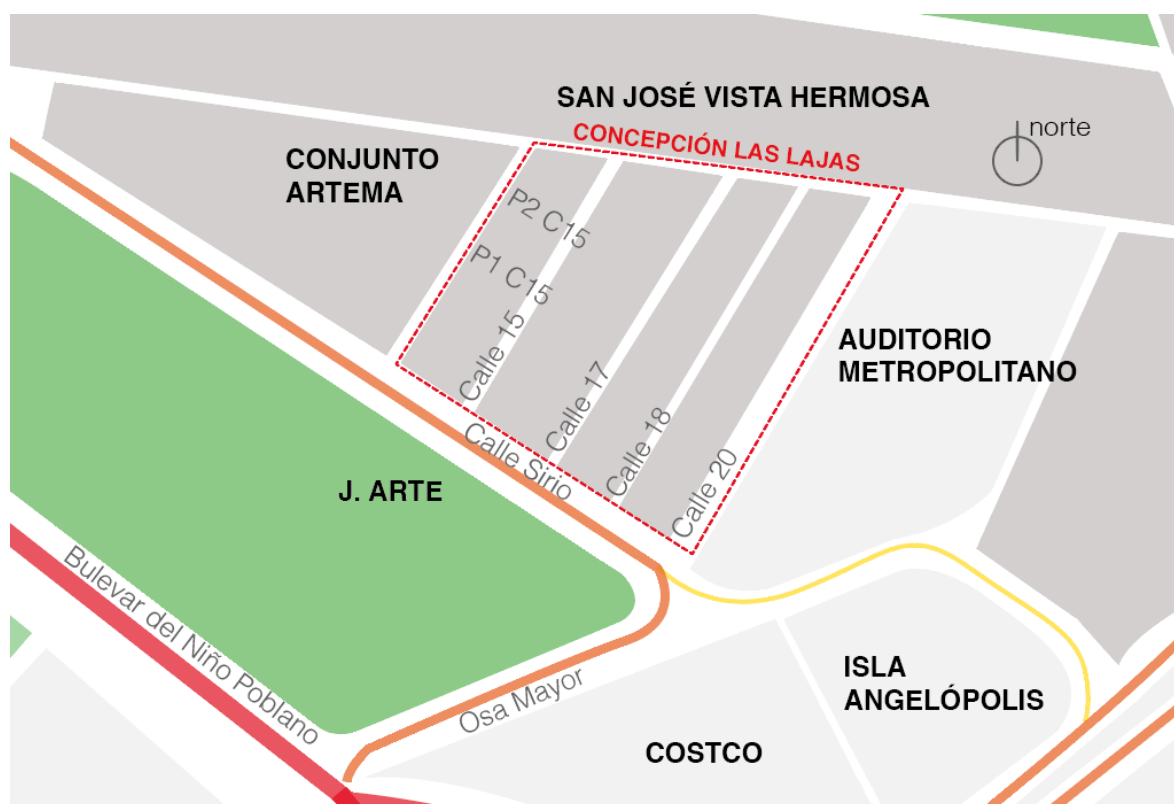 SAN JOSÉ VISTA HERMOSA
norte
CONCEPCIÓN LAS LAJAS
CONJUNTO
ARTEMA
P2 C15
P1 C15
Calle 15
Calle 17
Calle 18
Calle 20
AUDITORIO
METROPOLITANO
Calle Sirio
J. ARTE
Bulevar del Niño Poblano
Osa Mayor
ISLA
ANGELÓPOLIS
COSTCO